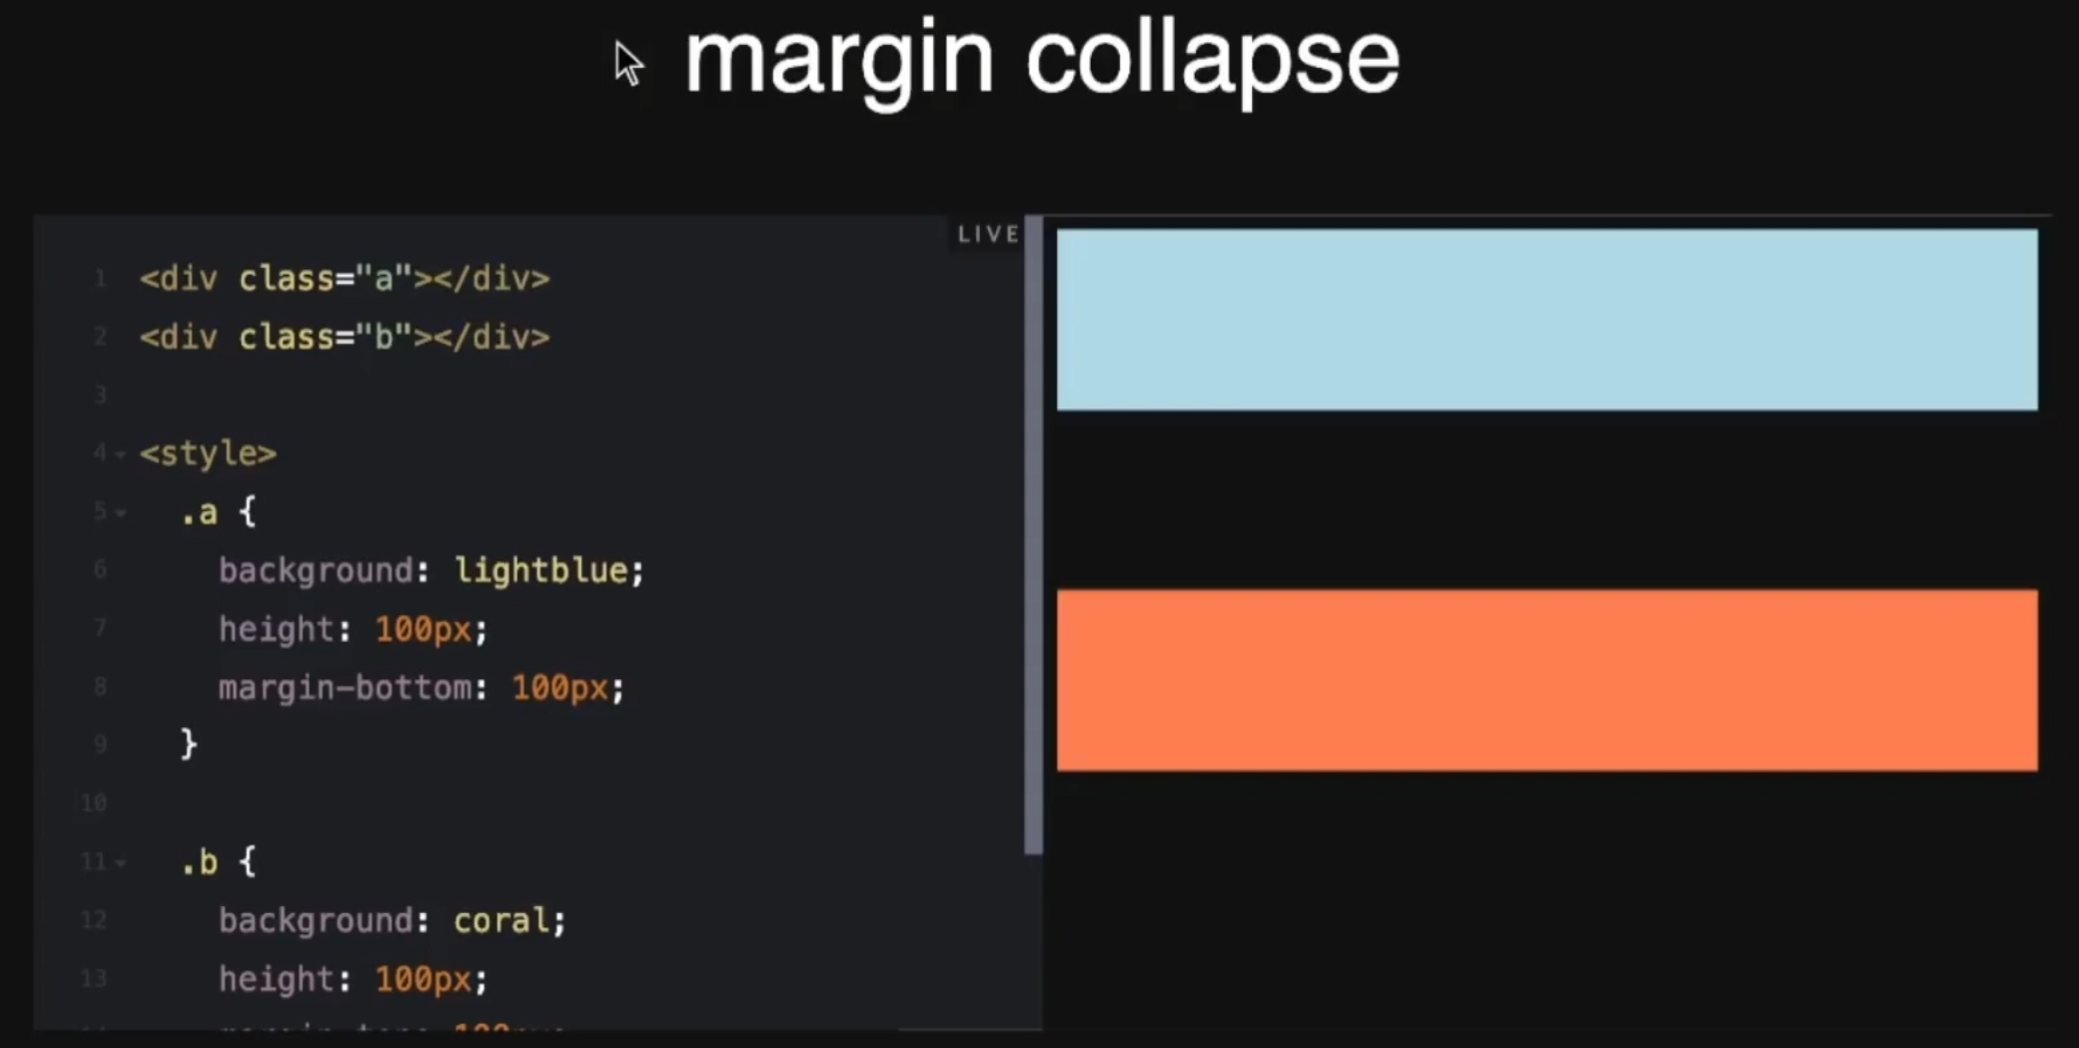 margin collapse
LIVE
1 <div class="a"></div>
2 <div class="b"></div>
3
4 <style>
5 .a {
6 background: lightblue;
7 height: 100px;
8 margin-bottom: 100px;
9 }
10
11 .b {
12 background: coral;
13 height: 100px;